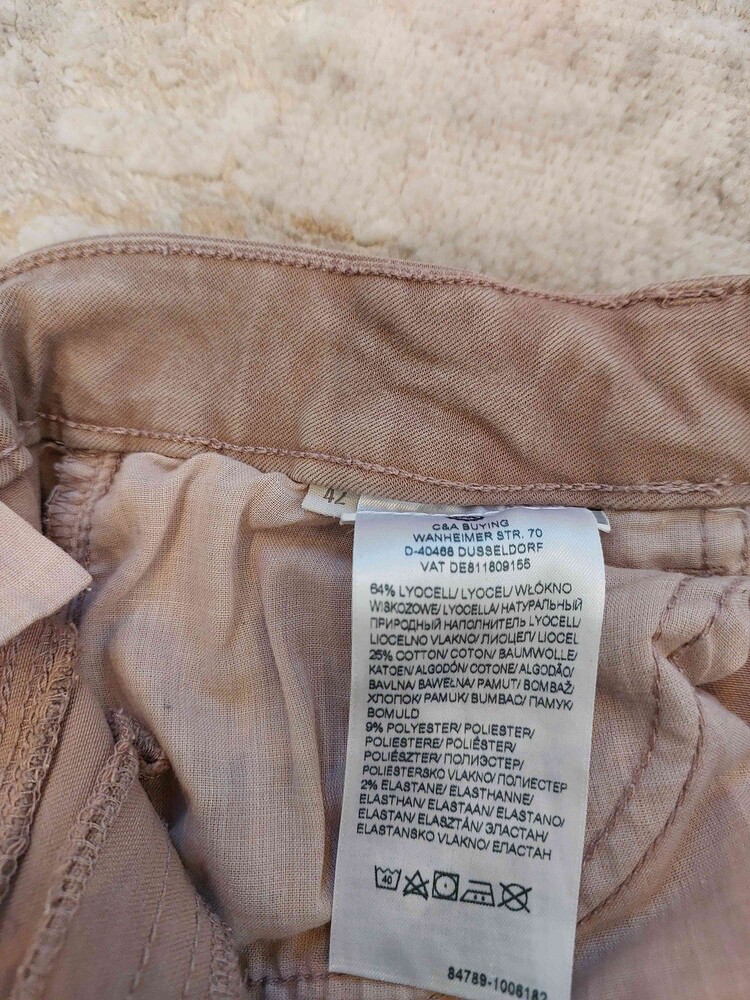 42
C&A BUYING
WANHEIMER STR. 70
D-40468 DUSSELDORF
VAT DE811809155
64% LYOCELL/ LYOCEL/ WŁÓKNO
WISKOZOWE/ LYOCELLA/ НАТУРАЛЬНЫЙ
ПРИРОДНЫЙ НАПОЛНИТЕЛЬ LYOCELL/
LIOCELNO VLAKNO/ ЛИОЦЕЛ/ LIOCEL
25% COTTON/ COTON/ BAUMWOLLE/
KATOEN/ ALGODÓN/ COTONE/ ALGODÃO/
BAVLNA/ BAWEŁNA/ PAMUT/ BOMBAŽ/
ХЛОПОК/ PAMUK/ BUMBAC/ ПАМУК/
BOMULD
9% POLYESTER/ POLIESTER/
POLIESTERE/ POLIÉSTER/
POLIÉSZTER/ ПОЛИЭСТЕР/
POLIESTERSKO VLAKNO/ ПОЛИЕСТЕР
2% ELASTANE/ ELASTHANNE/
ELASTHAN/ ELASTAAN/ ELASTANO/
ELASTAN/ ELASZTÁN/ ЭЛАСТАН/
ELASTANSKO VLAKNO/ ЕЛАСТАН
40
84789-1006182